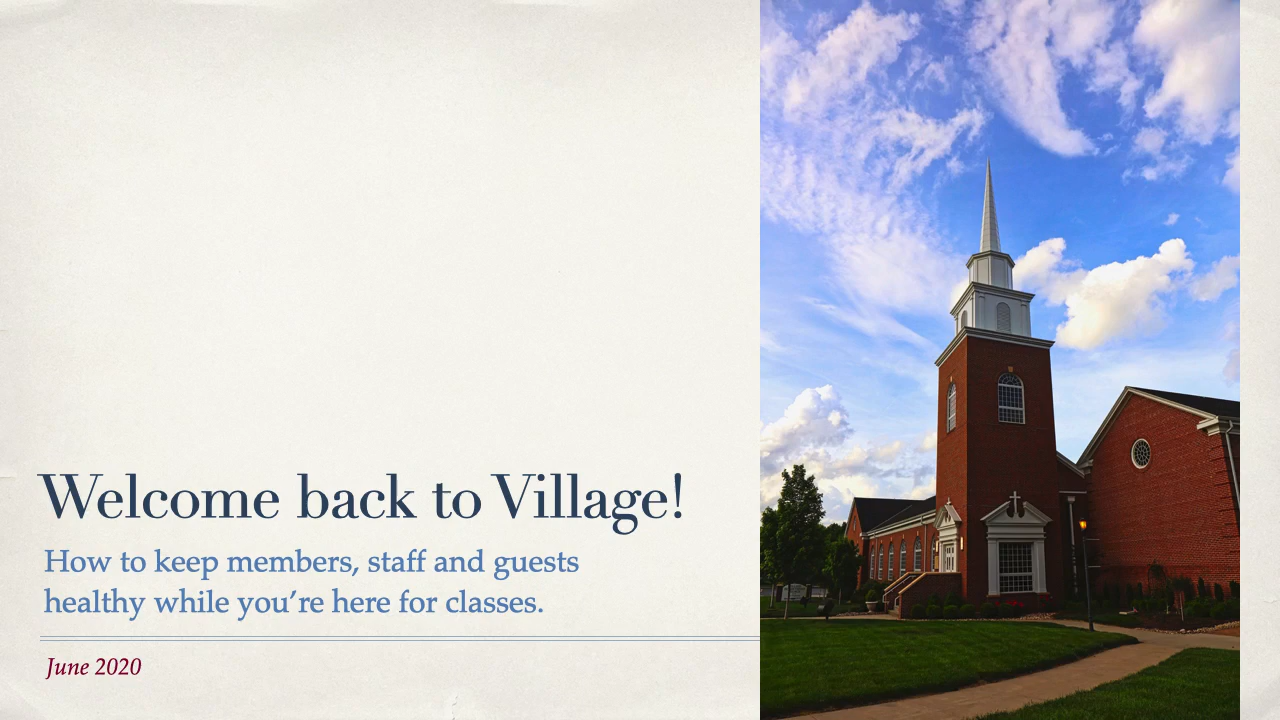 Welcome back to Village!
How to keep members, staff and guests
healthy while you’re here for classes.
June 2020